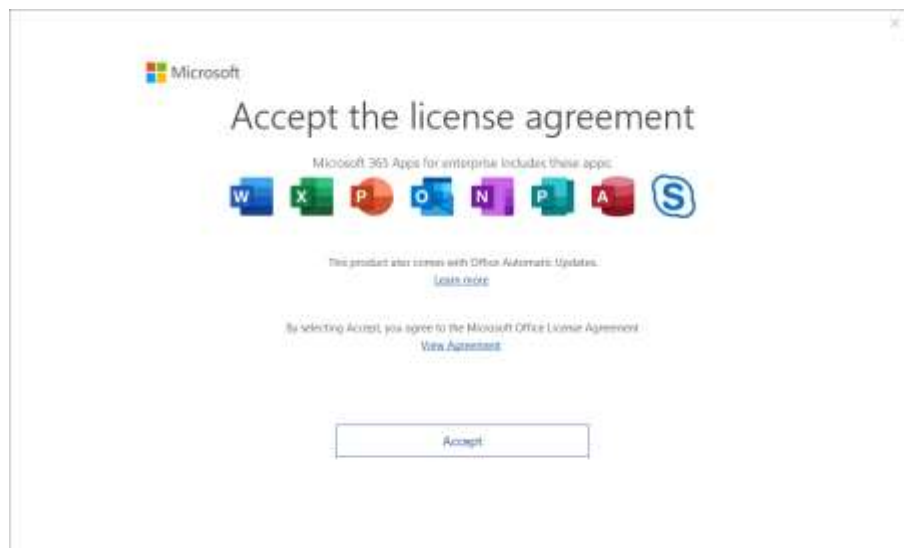 Microsoft
Accept the license agreement
Microsoft 365 Apps for enterprise includes these apps:
W X P O N P A S
This product also comes with Office Automatic Updates.
Learn more
By selecting Accept, you agree to the Microsoft Office License Agreement
View Agreement
Accept